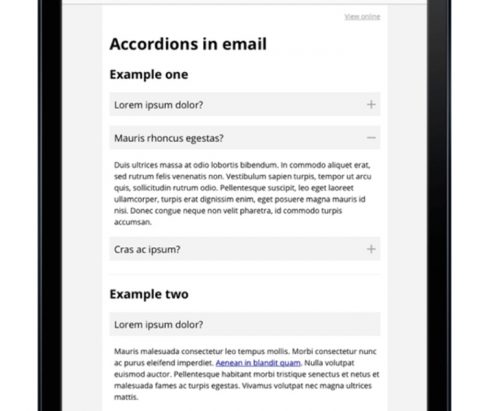 View online
Accordions in email
Example one
Lorem ipsum dolor?
Mauris rhoncus egestas?
Duis ultrices massa at odio lobortis bibendum. In commodo aliquet erat,
sed rutrum felis venenatis non. Vestibulum sapien turpis, tempor ut arcu
quis, sollicitudin rutrum odio. Pellentesque suscipit, leo eget laoreet
ullamcorper, turpis erat dignissim enim, eget posuere magna mauris id
nisi. Donec congue neque non velit pharetra, id commodo turpis
accumsan.
Cras ac ipsum?
Example two
Lorem ipsum dolor?
Mauris malesuada consectetur leo tempus mollis. Morbi consectetur nunc
ac purus eleifend imperdiet. Aenean in blandit quam. Nulla volutpat
euismod auctor. Pellentesque habitant morbi tristique senectus et netus et
malesuada fames ac turpis egestas. Vivamus volutpat nec magna ultrices
mattis.